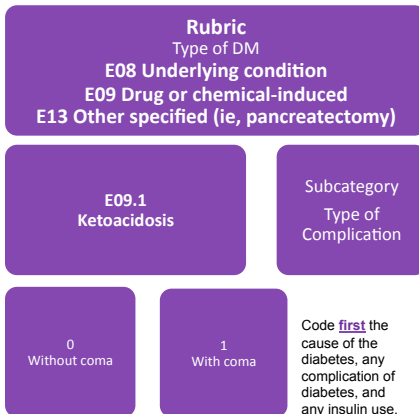 Rubric
Type of DM
E08 Underlying condition
E09 Drug or chemical-induced
E13 Other specified (ie, pancreatectomy)
E09.1
Ketoacidosis
Subcategory
Type of
Complication
0
Without coma
1
With coma
Code first the
cause of the
diabetes, any
complication of
diabetes, and
any insulin use.